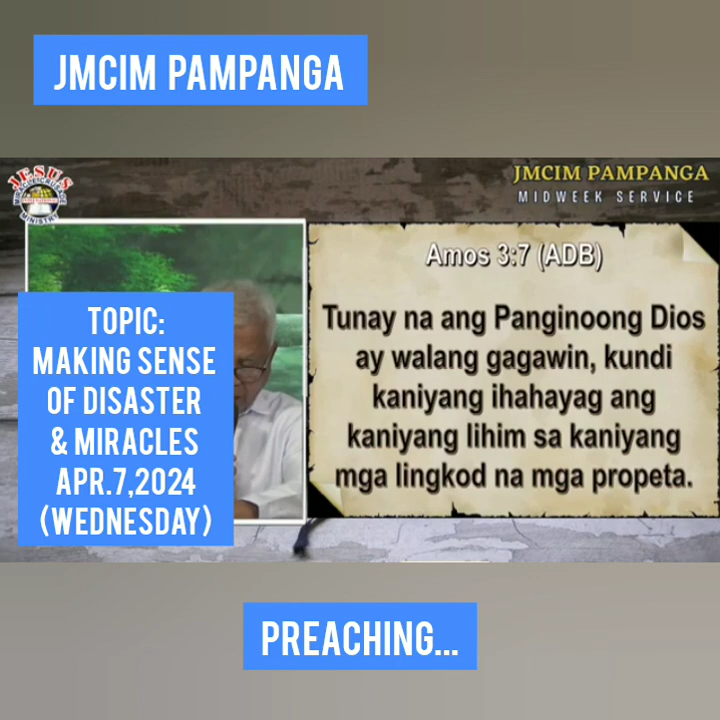 JMCIM PAMPANGA
JESUS
MINISTRY
JMCIM PAMPANGA
MIDWEEK SERVICE
TOPIC:
MAKING SENSE
OF DISASTER
& MIRACLES
APR.7,2024
(WEDNESDAY)
Amos 3:7 (ADB)
Tunay na ang Panginoong Dios
ay walang gagawin, kundi
kaniyang ihahayag ang
kaniyang lihim sa kaniyang
mga lingkod na mga propeta.
PREACHING...